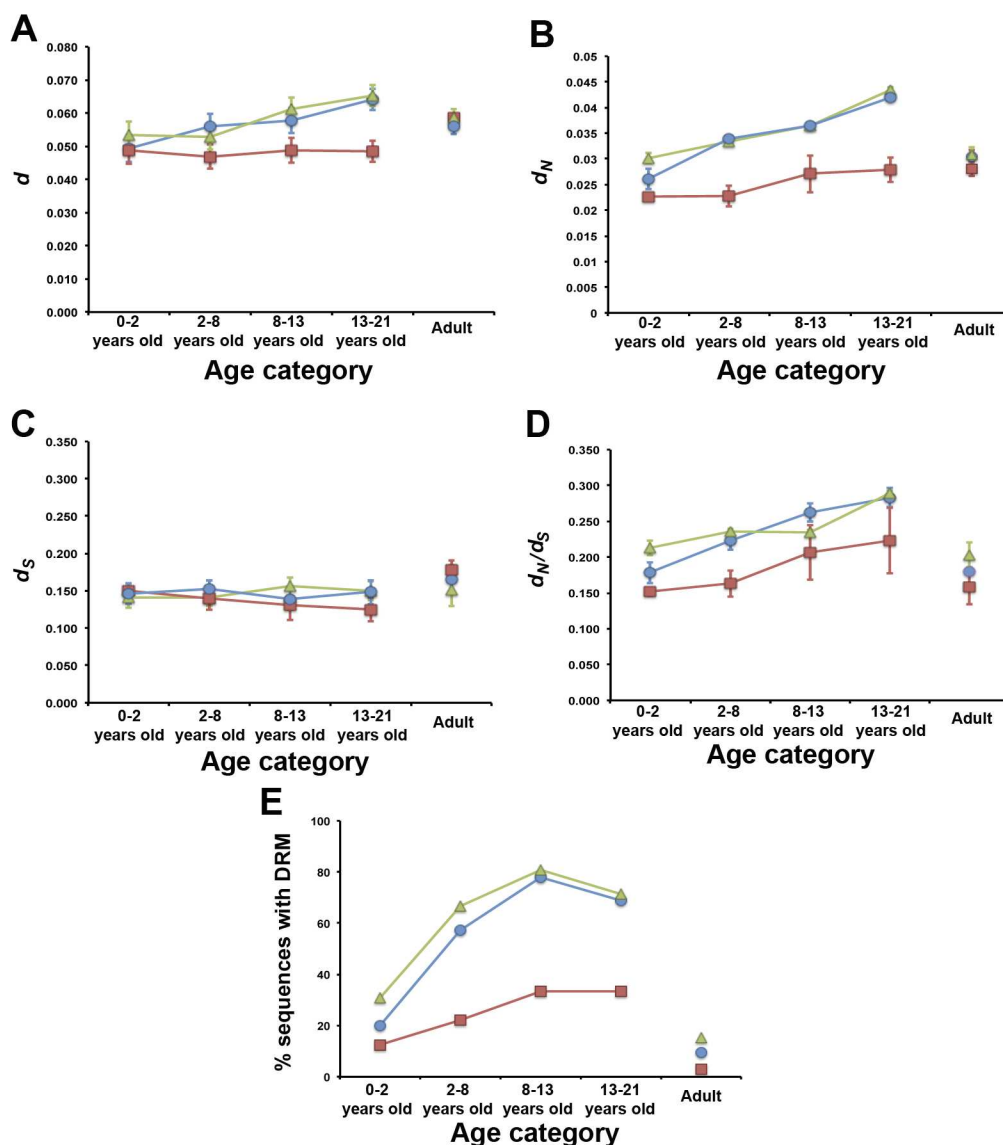 A
d
0.080
0.070
0.060
0.050
0.040
0.030
0.020
0.010
0.000
0-2 years old
2-8 years old
8-13 years old
13-21 years old
Adult
Age category
B
dN
0.05
0.045
0.04
0.035
0.03
0.025
0.02
0.015
0.01
0.005
0
0-2 years old
2-8 years old
8-13 years old
13-21 years old
Adult
Age category
C
dS
0.350
0.300
0.250
0.200
0.150
0.100
0.050
0.000
0-2 years old
2-8 years old
8-13 years old
13-21 years old
Adult
Age category
D
dN/dS
0.350
0.300
0.250
0.200
0.150
0.100
0.050
0.000
0-2 years old
2-8 years old
8-13 years old
13-21 years old
Adult
Age category
E
% sequences with DRM
100
80
60
40
20
0
0-2 years old
2-8 years old
8-13 years old
13-21 years old
Adult
Age category